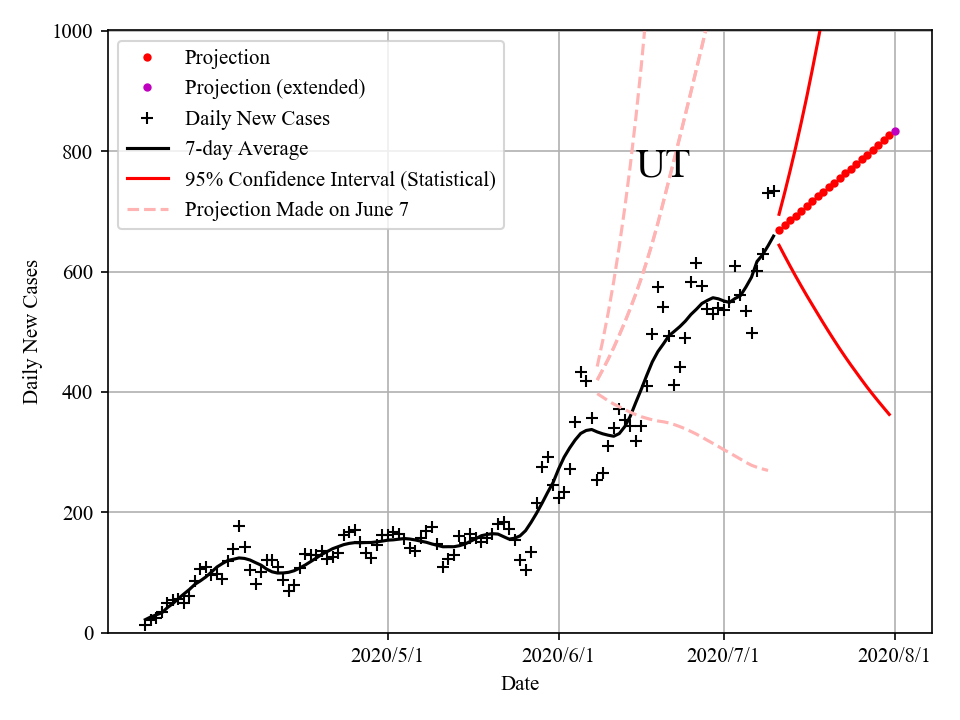 1000
800
600
400
200
0
Daily New Cases
Projection
Projection (extended)
Daily New Cases
7-day Average
95% Confidence Interval (Statistical)
Projection Made on June 7
UT
2020/5/1
2020/6/1
2020/7/1
2020/8/1
Date